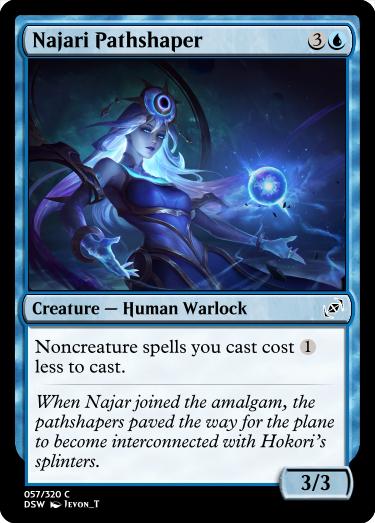 Najari Pathshaper 3
Creature — Human Warlock
Noncreature spells you cast cost 1
less to cast.
When Najar joined the amalgam, the
pathshapers paved the way for the plane
to become interconnected with Hokori's
splinters.
3/3
057/320 C
DSW Jevon_T